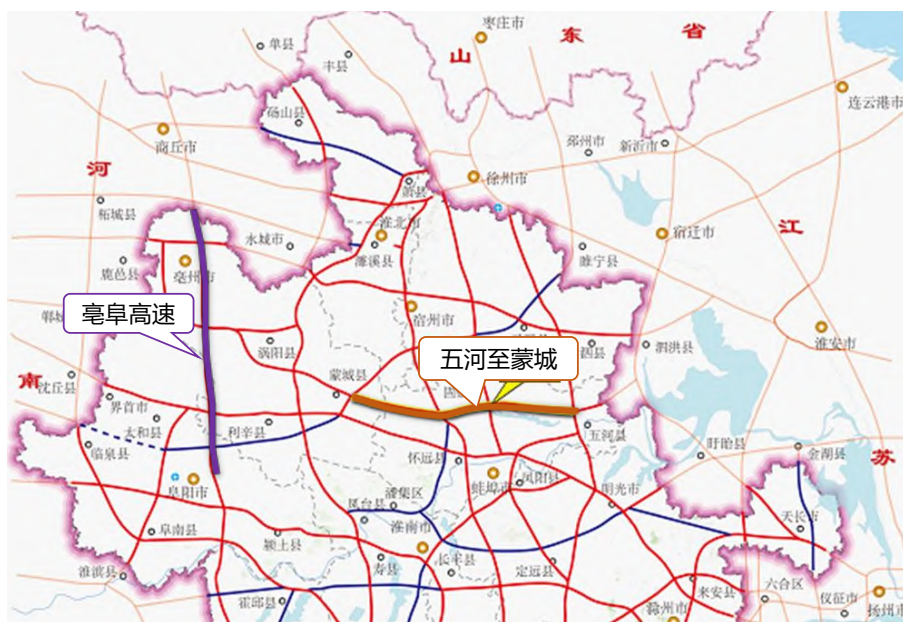 枣庄市
山 东 省
单县
丰县
连云港市
砀山县
商丘市
邳州市
新沂市
河
徐州市
萧县
柘城县
淮北市
江
宿迁市
永城市
濉溪县
睢宁县
鹿邑县
亳州市
亳阜高速
宿州市
涡阳县
五河至蒙城
泗县
泗洪县
淮安市
南
沈丘县
蒙城县
界首市
太和县
利辛县
五河县
临泉县
怀远县
盱眙县
金湖县
苏
阜阳市
潘集区
蚌埠市
凤阳县
明光市
凤台县
天长市
阜南县
淮南市
颍上县
长丰县
定远县
寿县
淮滨县
来安县
六合区
仪征市
霍邱县
滁州市
扬州市